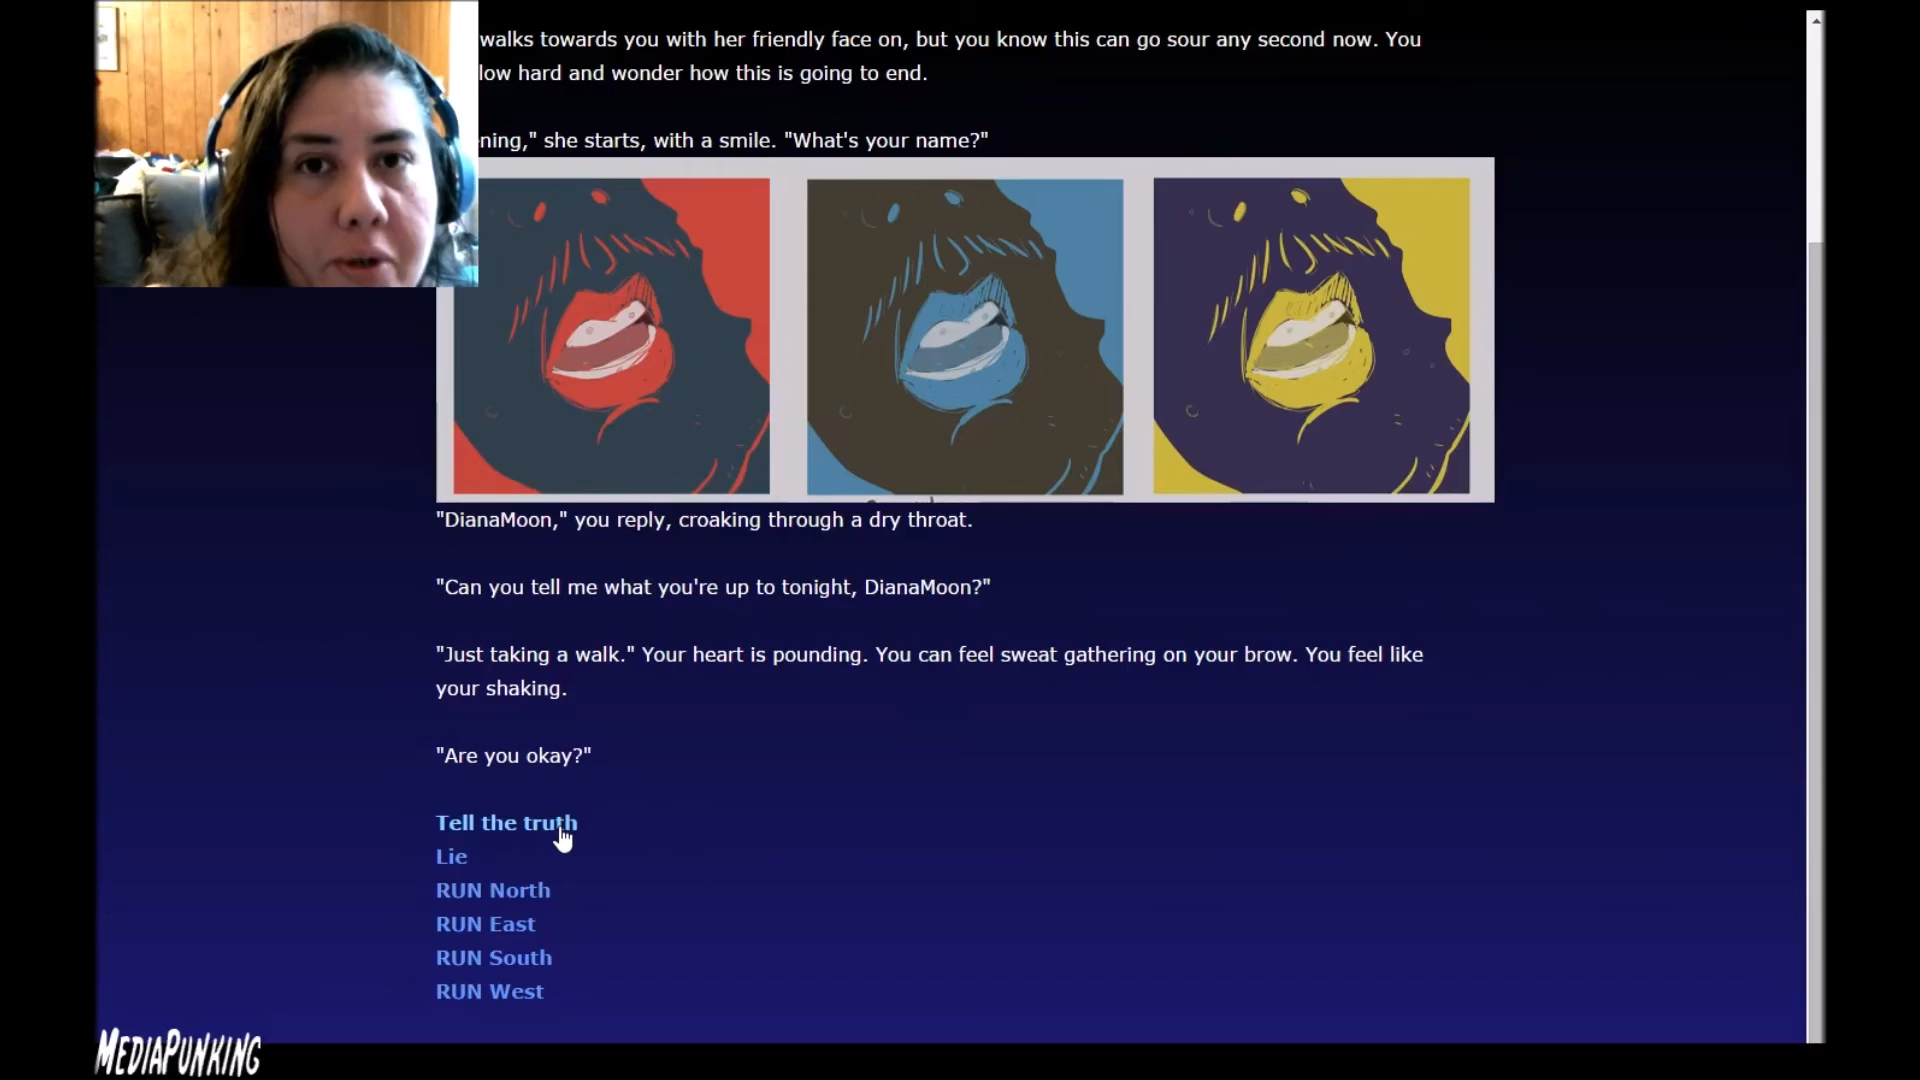 walks towards you with her friendly face on, but you know this can go sour any second now. You
low hard and wonder how this is going to end.
ning," she starts, with a smile. "What's your name?"
"DianaMoon," you reply, croaking through a dry throat.
"Can you tell me what you're up to tonight, DianaMoon?"
"Just taking a walk." Your heart is pounding. You can feel sweat gathering on your brow. You feel like
your shaking.
"Are you okay?"
Tell the truth
Lie
RUN North
RUN East
RUN South
RUN West
MEDIAPUNKING